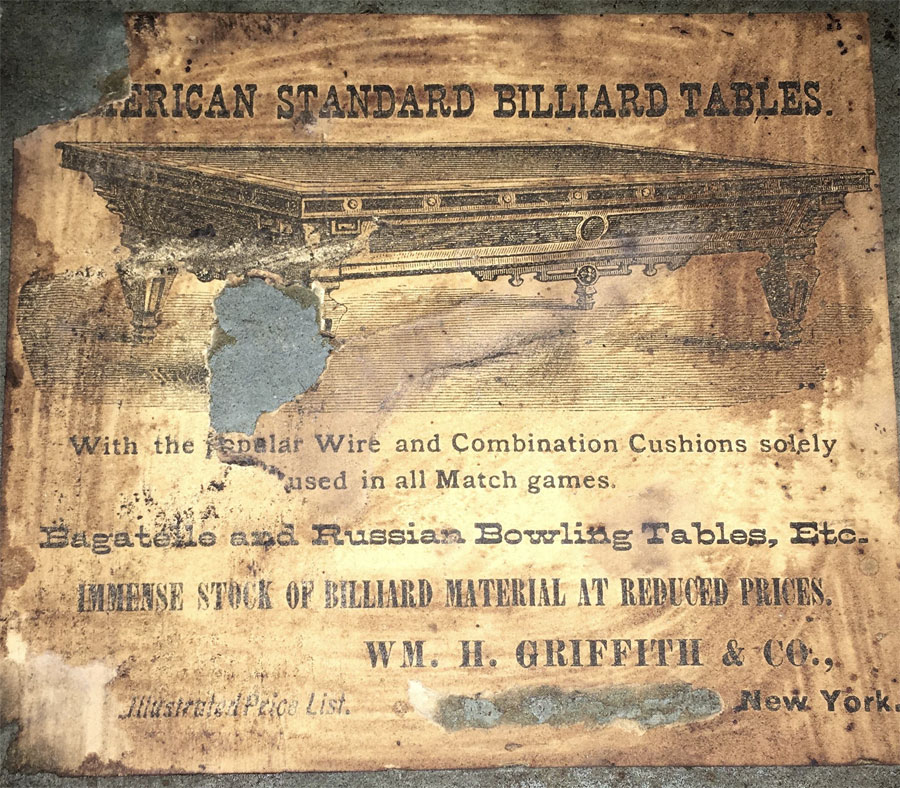 MERICAN STANDARD BILLIARD TABLES.
With the popular Wire and Combination Cushions solely
used in all Match games.
Bagatelle and Russian Bowling Tables, Etc.
IMMENSE STOCK OF BILLIARD MATERIAL AT REDUCED PRICES.
WM. H. GRIFFITH & CO.,
Illustrated Price List. New York.